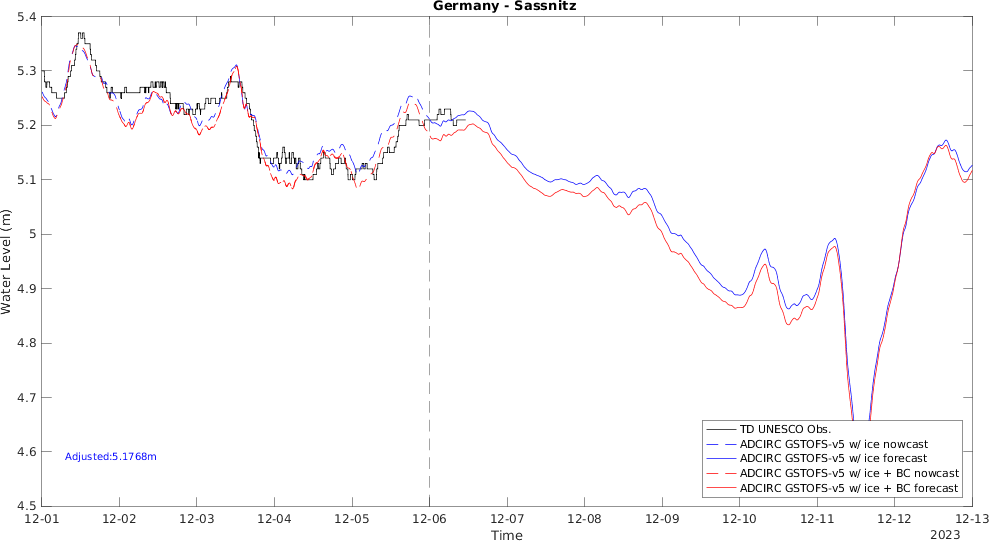 Germany - Sassnitz
5.4
5.3
5.2
5.1
5
4.9
4.8
4.7
4.6
4.5
Water Level (m)
Adjusted:5.1768m
TD UNESCO Obs.
ADCIRC GSTOFS-v5 w/ ice nowcast
ADCIRC GSTOFS-v5 w/ ice forecast
ADCIRC GSTOFS-v5 w/ ice + BC nowcast
ADCIRC GSTOFS-v5 w/ ice + BC forecast
12-01 12-02 12-03 12-04 12-05 12-06 12-07 12-08 12-09 12-10 12-11 12-12 12-13
Time
2023